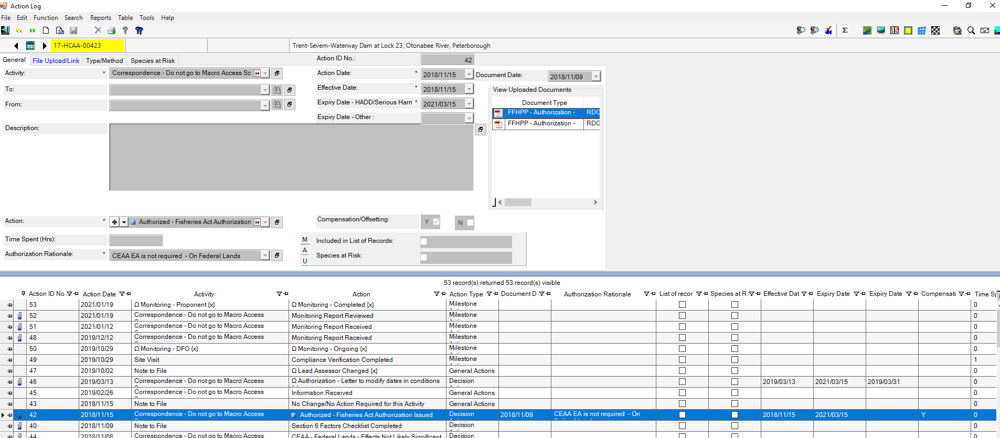 Action Log
File Edit Function Search Reports Table Tools Help
17-HCAA-00423 Trent-Severn-Waterway Dam at Lock 23, Otonabee River, Peterborough
General File Upload/Link Type/Method Species at Risk
Action ID No.: 42
Activity: * Correspondence - Do not go to Macro Access Sc
Action Date: * 2018/11/15 Document Date: 2018/11/09
To:
Effective Date: * 2018/11/15
From:
Expiry Date - HADD/Serious Harn * 2021/03/15
Expiry Date - Other :
View Uploaded Documents
Document Type
FFHPP - Authorization - RDG
FFHPP - Authorization - RDG
Description:
Action: * Authorized - Fisheries Act Authorization
Compensation/Offsetting: Y N
Time Spent (Hrs):
Authorization Rationale: * CEAA EA is not required - On Federal Lands
M
A
U
Included in List of Records:
Species at Risk:
53 record(s) returned 53 record(s) visible
Action ID No Action Date Activity Action Action Type Document D Authorization Rationale List of recor Species at R Effective Dat Expiry Date Expiry Date Compensati Time Sp
53 2021/01/19 Ω Monitoring - Proponent {x} Ω Monitoring - Completed {x} Milestone 0
52 2021/01/19 Correspondence - Do not go to Macro Access Monitoring Report Reviewed Milestone 0
51 2021/01/12 Correspondence - Do not go to Macro Access Monitoring Report Received Milestone 0
48 2019/12/12 Correspondence - Do not go to Macro Access Monitoring Report Received Milestone 0
50 2019/10/29 Ω Monitoring - DFO {x} Ω Monitoring - Ongoing {x} Milestone 0
49 2019/10/29 Site Visit Compliance Verification Completed Milestone 1
47 2019/10/02 Note to File Ω Lead Assessor Changed {x} General Actions 0
46 2019/03/13 Correspondence - Do not go to Macro Access Ω Authorization - Letter to modify dates in conditions Decision 2019/03/13 2021/03/15 2019/03/31 0
45 2019/02/26 Correspondence - Do not go to Macro Access Information Received General Actions 0
43 2018/11/15 Note to File No Change/No Action Required for this Activity General Actions 0
42 2018/11/15 Correspondence - Do not go to Macro Access Authorized - Fisheries Act Authorization Issued Decision 2018/11/09 CEAA EA is not required - On 2018/11/15 2021/03/15 Y 0
40 2018/11/09 Note to File Section 6 Factors Checklist Completed Decision 0
44 2018/11/08 Correspondence - Do not go to Macro Access CEAA - Federal Lands - Effects Not Likely Significant Decision 0